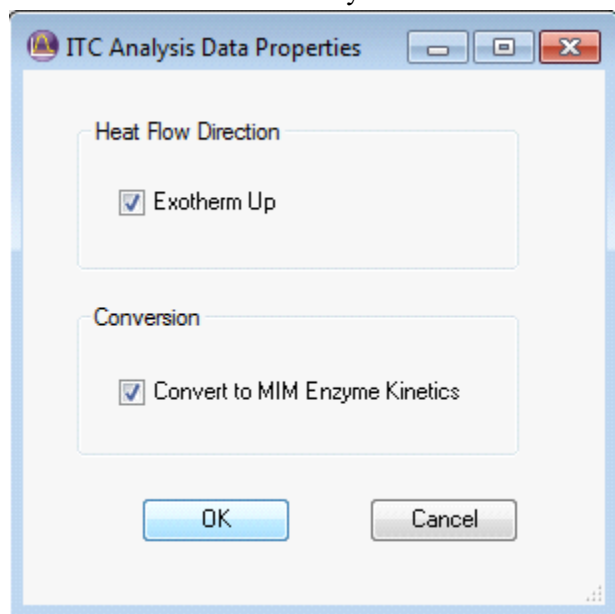 ITC Analysis Data Properties
Heat Flow Direction
Exotherm Up
Conversion
Convert to MIM Enzyme Kinetics
OK Cancel